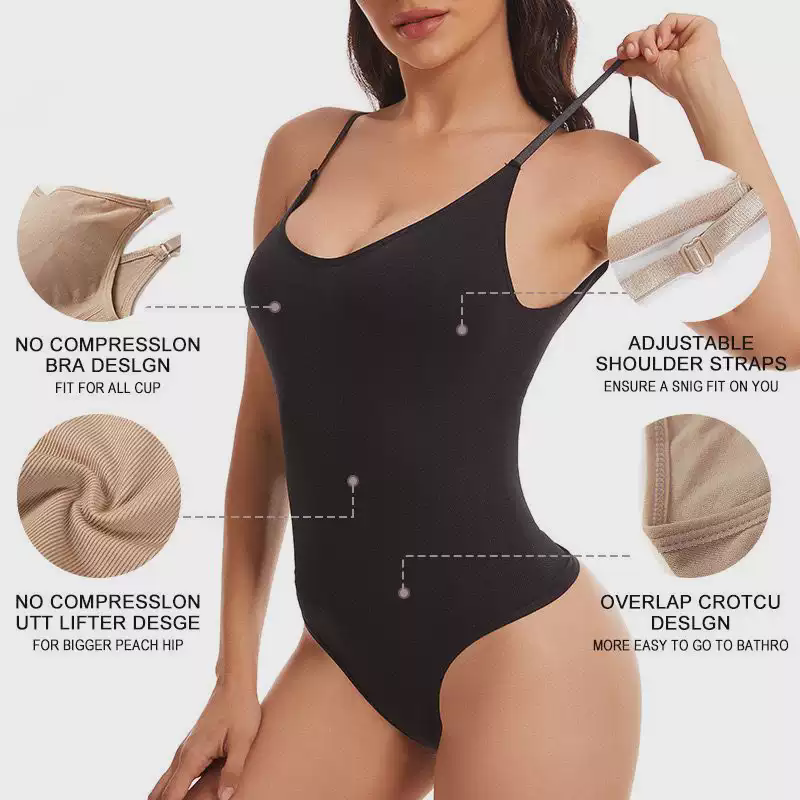 NO COMPRESSLON
BRA DESLGN
FIT FOR ALL CUP
ADJUSTABLE
SHOULDER STRAPS
ENSURE A SNIG FIT ON YOU
NO COMPRESSLON
UTT LIFTER DESGE
FOR BIGGER PEACH HIP
OVERLAP CROTCU
DESLGN
MORE EASY TO GO TO BATHRO